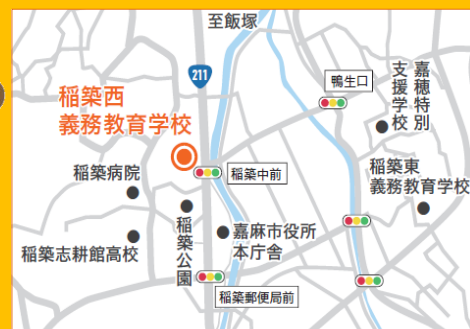 至飯塚
211
鴨生口
嘉穂特別
支援学校
稲築西
義務教育学校
稲築病院
稲築中前
稲築東
義務教育学校
稲築公園
嘉麻市役所
本庁舎
稲築志耕館高校
稲築郵便局前